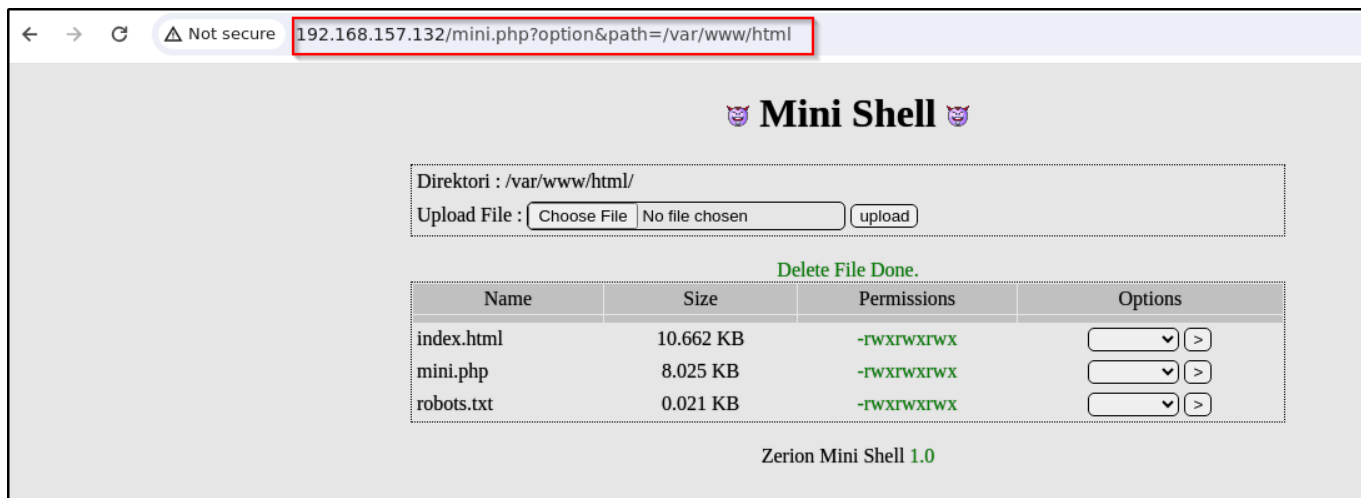 Not secure 192.168.157.132/mini.php?option&path=/var/www/html
Mini Shell
Direktori : /var/www/html/
Upload File : Choose File No file chosen upload
Delete File Done.
Name Size Permissions Options
index.html 10.662 KB -rwxrwxrwx >
mini.php 8.025 KB -rwxrwxrwx >
robots.txt 0.021 KB -rwxrwxrwx >
Zerion Mini Shell 1.0